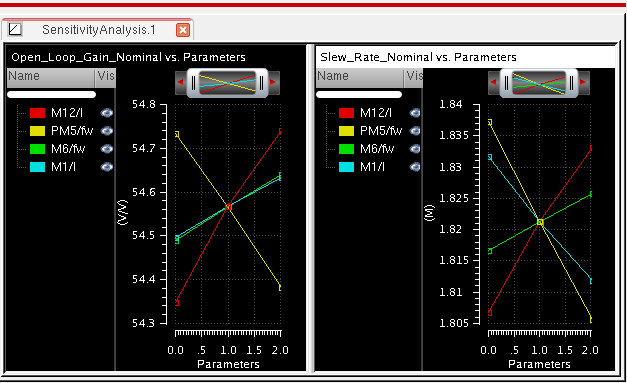 SensitivityAnalysis.1
Open_Loop_Gain_Nominal vs. Parameters
Name Vis
M12/l
PM5/fw
M6/fw
M1/l
(V/V)
54.8
54.7
54.6
54.5
54.4
54.3
0.0 .5 1.0 1.5 2.0
Parameters
Slew_Rate_Nominal vs. Parameters
Name Vis
M12/l
PM5/fw
M6/fw
M1/l
(M)
1.84
1.835
1.83
1.825
1.82
1.815
1.81
1.805
0.0 .5 1.0 1.5 2.0
Parameters